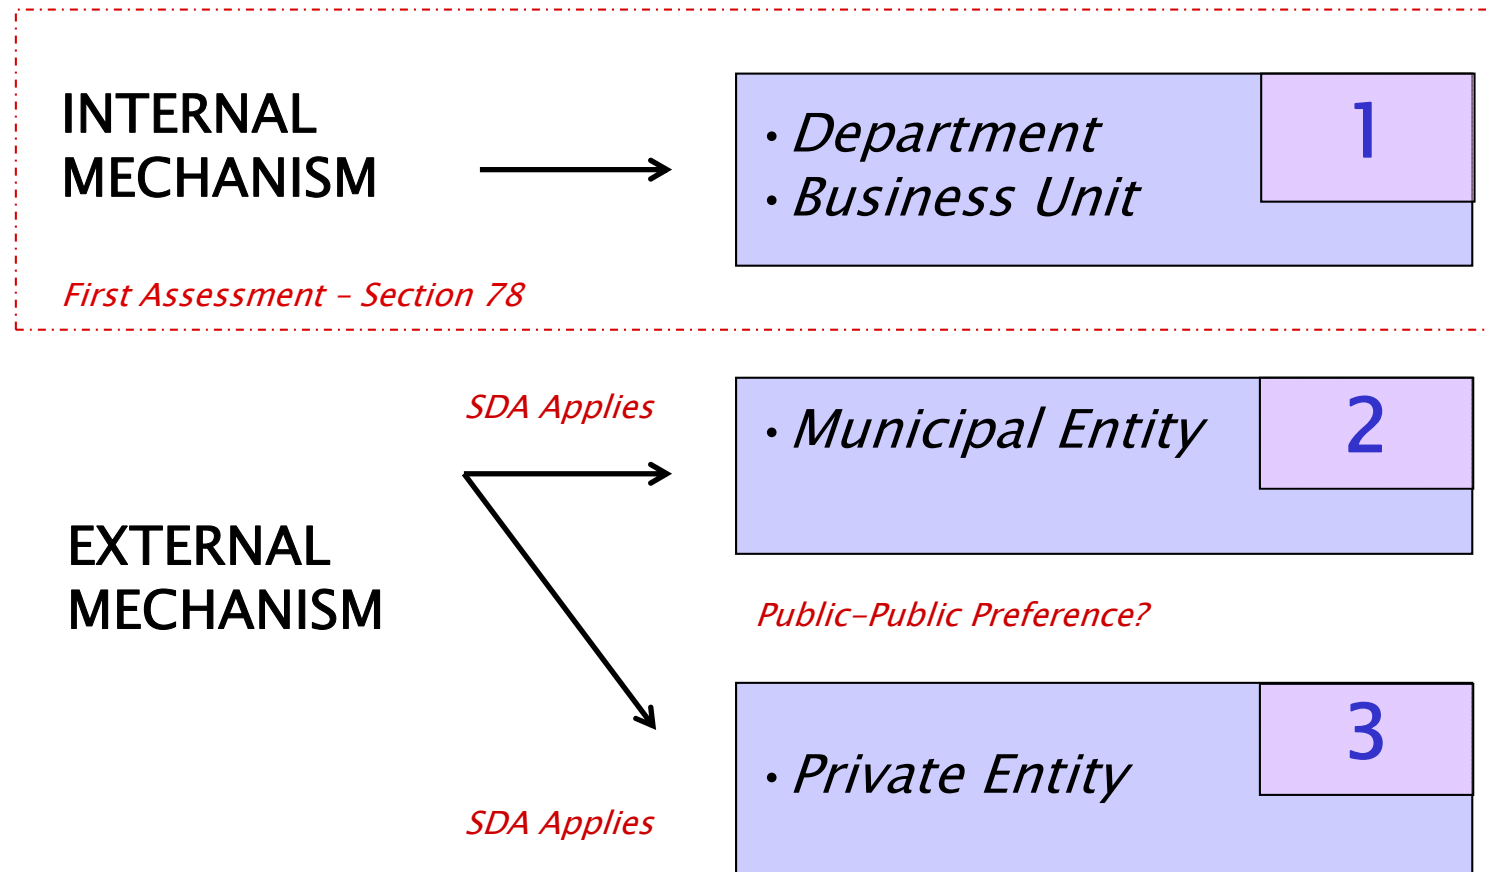 INTERNAL
MECHANISM
• Department
• Business Unit
1
First Assessment – Section 78
SDA Applies
• Municipal Entity
2
EXTERNAL
MECHANISM
Public-Public Preference?
• Private Entity
3
SDA Applies